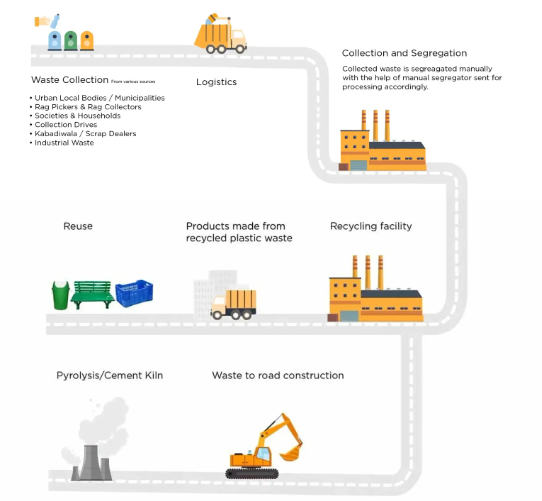 Collection and Segregation
Collected waste is segreagated manually
with the help of manual segregator sent for
processing accordingly.
Waste Collection From various sources
Logistics
• Urban Local Bodies / Municipalities
• Rag Pickers & Rag Collectors
• Societies & Households
• Collection Drives
• Kabadiwala / Scrap Dealers
• Industrial Waste
Reuse
Products made from
recycled plastic waste
Recycling facility
Pyrolysis/Cement Kiln
Waste to road construction